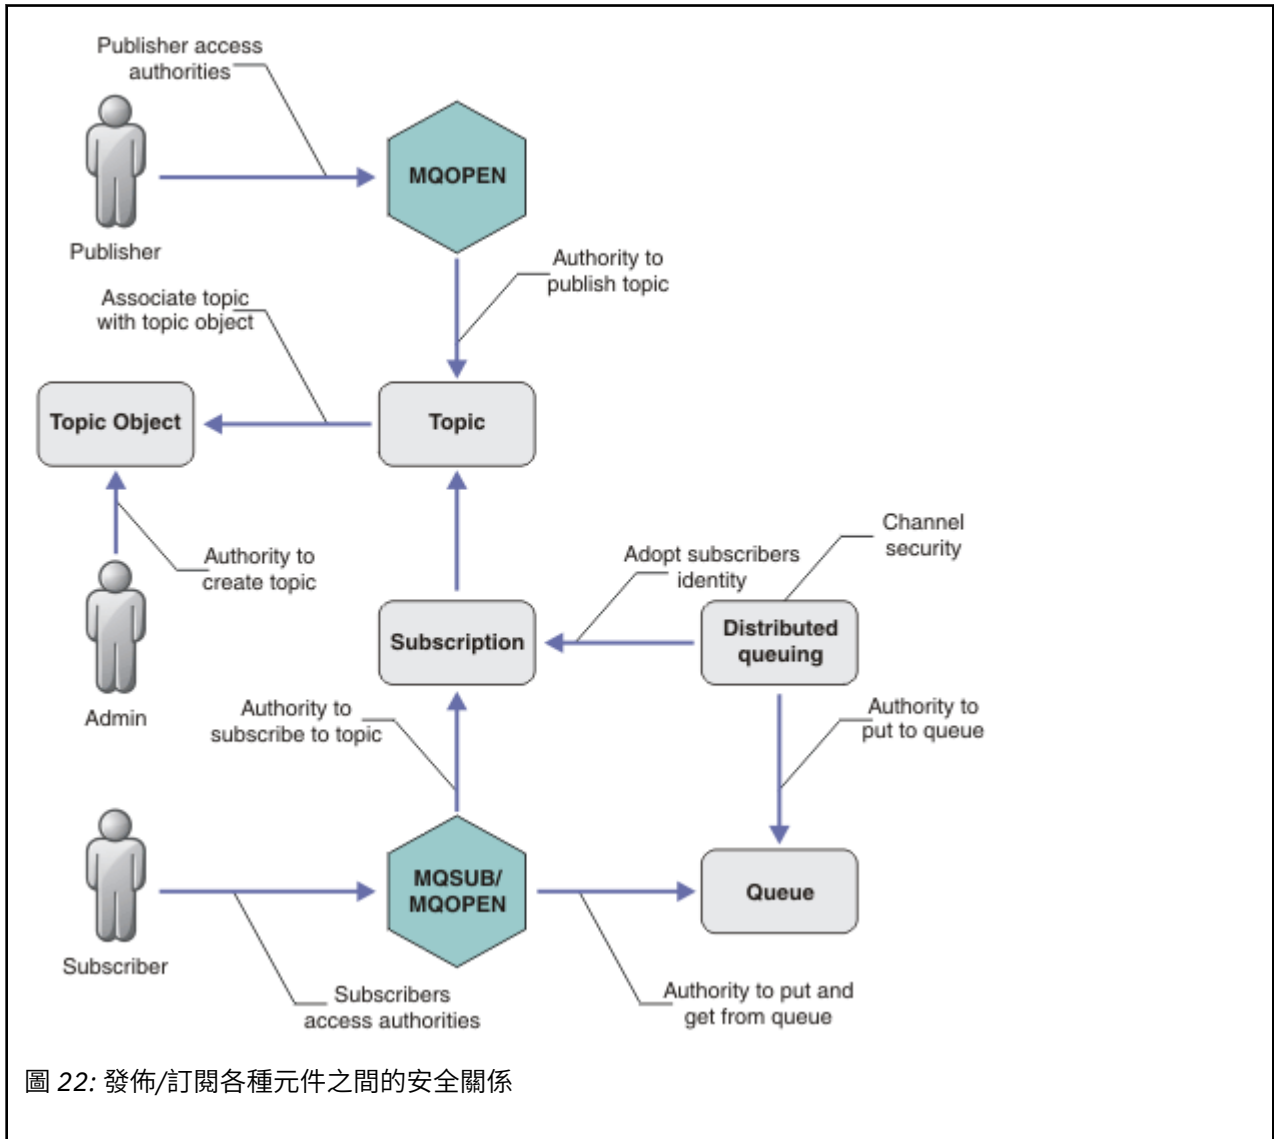 Publisher access
authorities
MQOPEN
Publisher
Authority to
publish topic
Associate topic
with topic object
Topic Object
Topic
Channel
security
Authority to
create topic
Adopt subscribers
identity
Subscription
Distributed
queuing
Admin
Authority to
subscribe to topic
Authority to
put to queue
MQSUB/
MQOPEN
Queue
Subscriber
Subscribers
access authorities
Authority to put and
get from queue
圖 22: 發佈/訂閱各種元件之間的安全關係